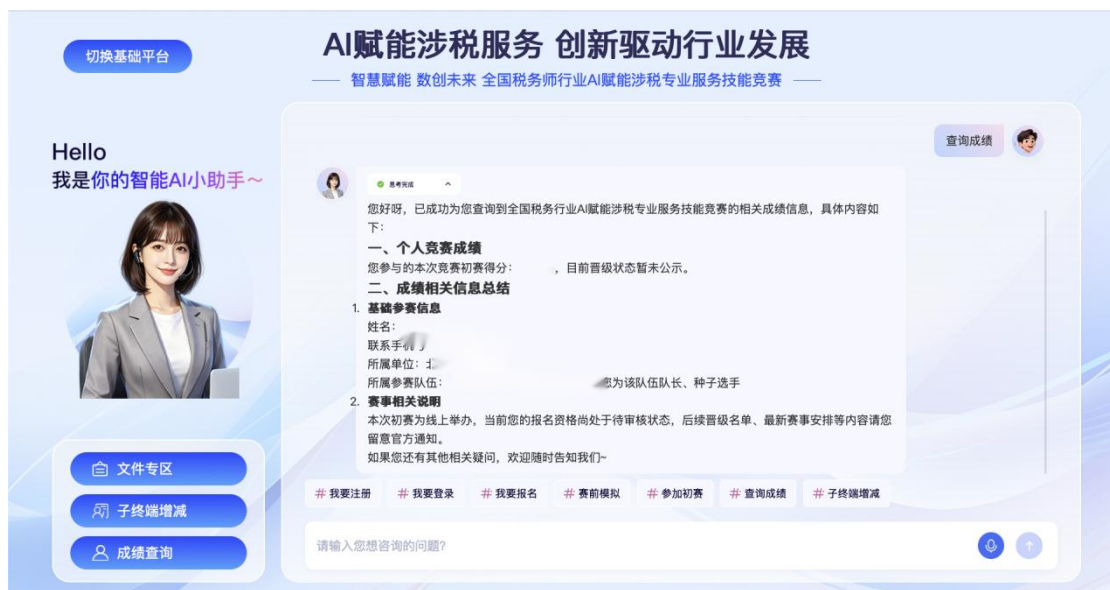 切换基础平台
AI赋能涉税服务 创新驱动行业发展
智慧赋能 数创未来 全国税务师行业AI赋能涉税专业服务技能竞赛
查询成绩
Hello
我是你的智能AI小助手～
思考完成
您好呀，已成功为您查询到全国税务行业AI赋能涉税专业服务技能竞赛的相关成绩信息，具体内容如
下：
一、个人竞赛成绩
您参与的本次竞赛初赛得分： ，目前晋级状态暂未公示。
二、成绩相关信息总结
1. 基础参赛信息
姓名：
联系手机
所属单位：
所属参赛队伍： 您为该队伍队长、种子选手
2. 赛事相关说明
本次初赛为线上举办，当前您的报名资格尚处于待审核状态，后续晋级名单、最新赛事安排等内容请您
留意官方通知。
如果您还有其他相关疑问，欢迎随时告知我们~
文件专区
子终端增减
成绩查询
# 我要注册 # 我要登录 # 我要报名 # 赛前模拟 # 参加初赛 # 查询成绩 # 子终端增减
请输入您想咨询的问题?